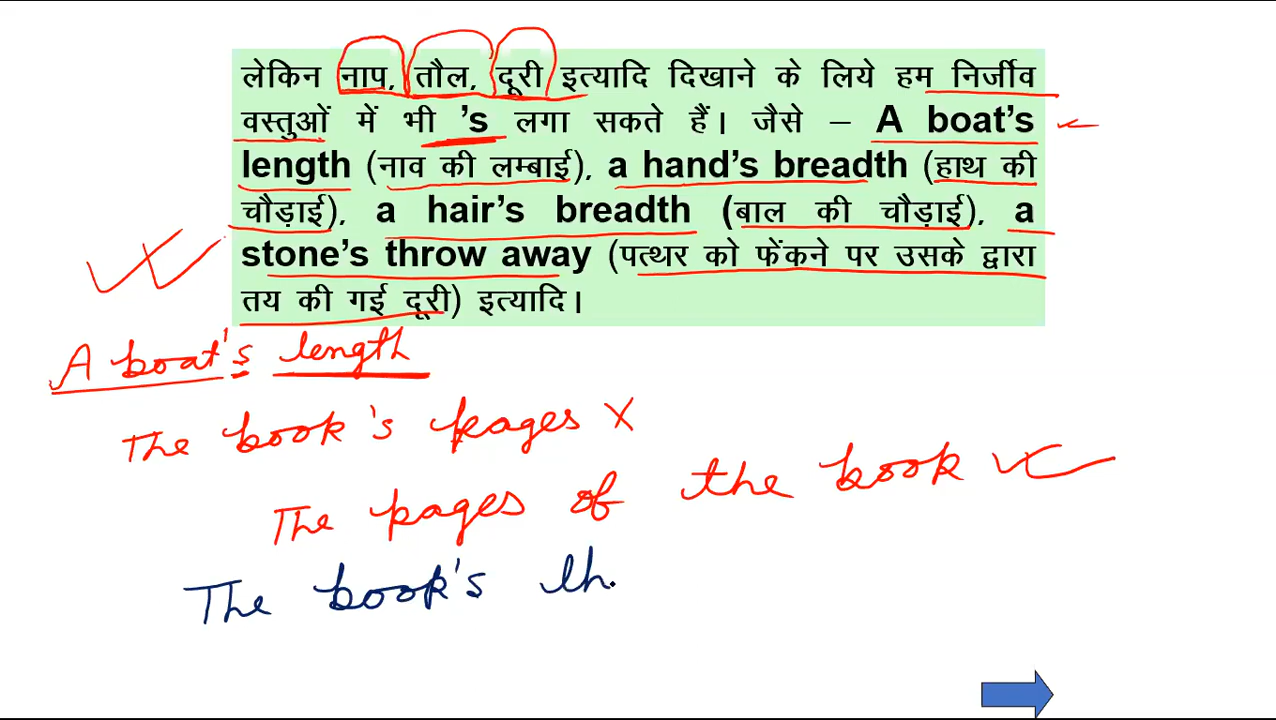 लेकिन नाप, तौल, दूरी इत्यादि दिखाने के लिये हम निर्जीव
वस्तुओं में भी ’s लगा सकते हैं। जैसे – A boat’s
length (नाव की लम्बाई), a hand’s breadth (हाथ की
चौड़ाई), a hair’s breadth (बाल की चौड़ाई), a
stone’s throw away (पत्थर को फेंकने पर उसके द्वारा
तय की गई दूरी) इत्यादि।
A boat's length
The book's pages X
The pages of the book
The book's th